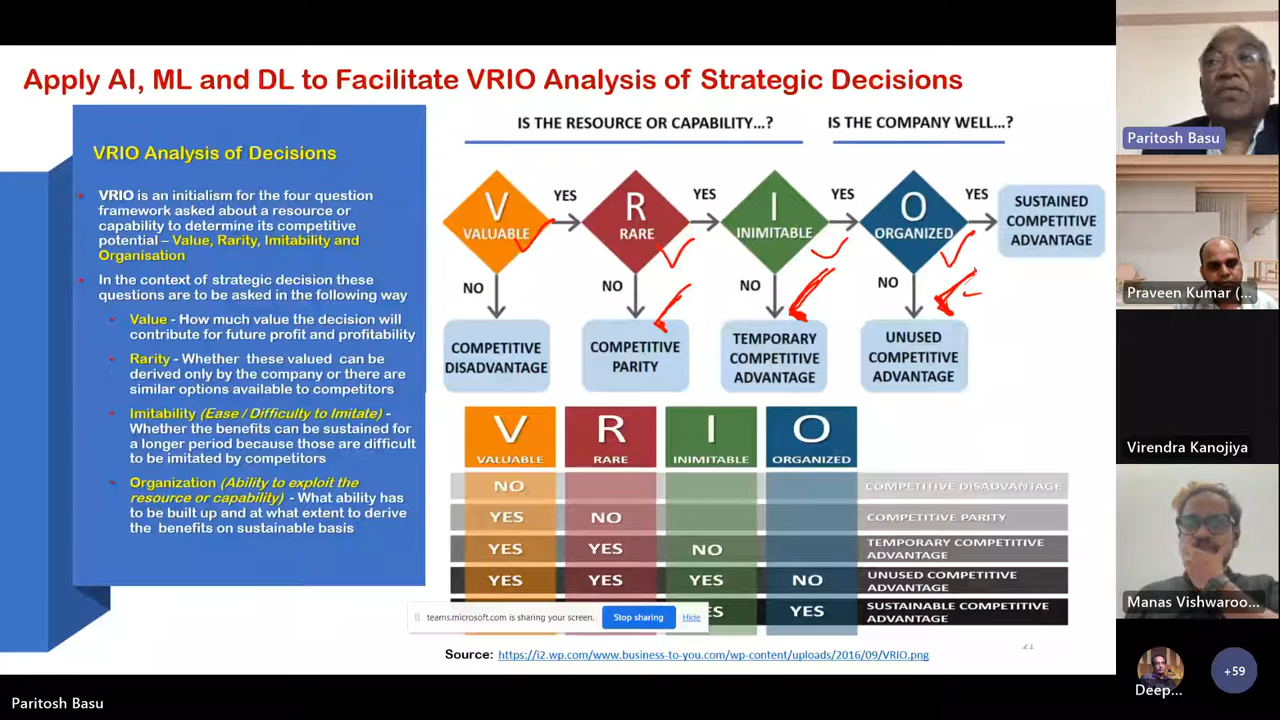 Apply AI, ML and DL to Facilitate VRIO Analysis of Strategic Decisions
VRIO Analysis of Decisions
VRIO is an initialism for the four question
framework asked about a resource or
capability to determine its competitive
potential – Value, Rarity, Imitability and
Organisation
In the context of strategic decision these
questions are to be asked in the following way
Value - How much value the decision will
contribute for future profit and profitability
Rarity - Whether these valued can be
derived only by the company or there are
similar options available to competitors
Imitability (Ease / Difficulty to Imitate) -
Whether the benefits can be sustained for
a longer period because those are difficult
to be imitated by competitors
Organization (Ability to exploit the
resource or capability) - What ability has
to be built up and at what extent to derive
the benefits on sustainable basis
IS THE RESOURCE OR CAPABILITY...?
IS THE COMPANY WELL...?
V
VALUABLE
YES
R
RARE
YES
I
INIMITABLE
YES
O
ORGANIZED
YES
SUSTAINED
COMPETITIVE
ADVANTAGE
NO
NO
NO
NO
COMPETITIVE
DISADVANTAGE
COMPETITIVE
PARITY
TEMPORARY
COMPETITIVE
ADVANTAGE
UNUSED
COMPETITIVE
ADVANTAGE
V
VALUABLE
R
RARE
I
INIMITABLE
O
ORGANIZED
NO
COMPETITIVE DISADVANTAGE
YES NO
COMPETITIVE PARITY
YES YES NO
TEMPORARY COMPETITIVE
ADVANTAGE
YES YES YES NO
UNUSED COMPETITIVE
ADVANTAGE
YES
SUSTAINABLE COMPETITIVE
ADVANTAGE
teams.microsoft.com is sharing your screen. Stop sharing Hide
Source: https://i2.wp.com/www.business-to-you.com/wp-content/uploads/2016/09/VRIO.png
Paritosh Basu
Paritosh Basu
Praveen Kumar (...
Virendra Kanojiya
Manas Vishwaroo...
Deep...
+59